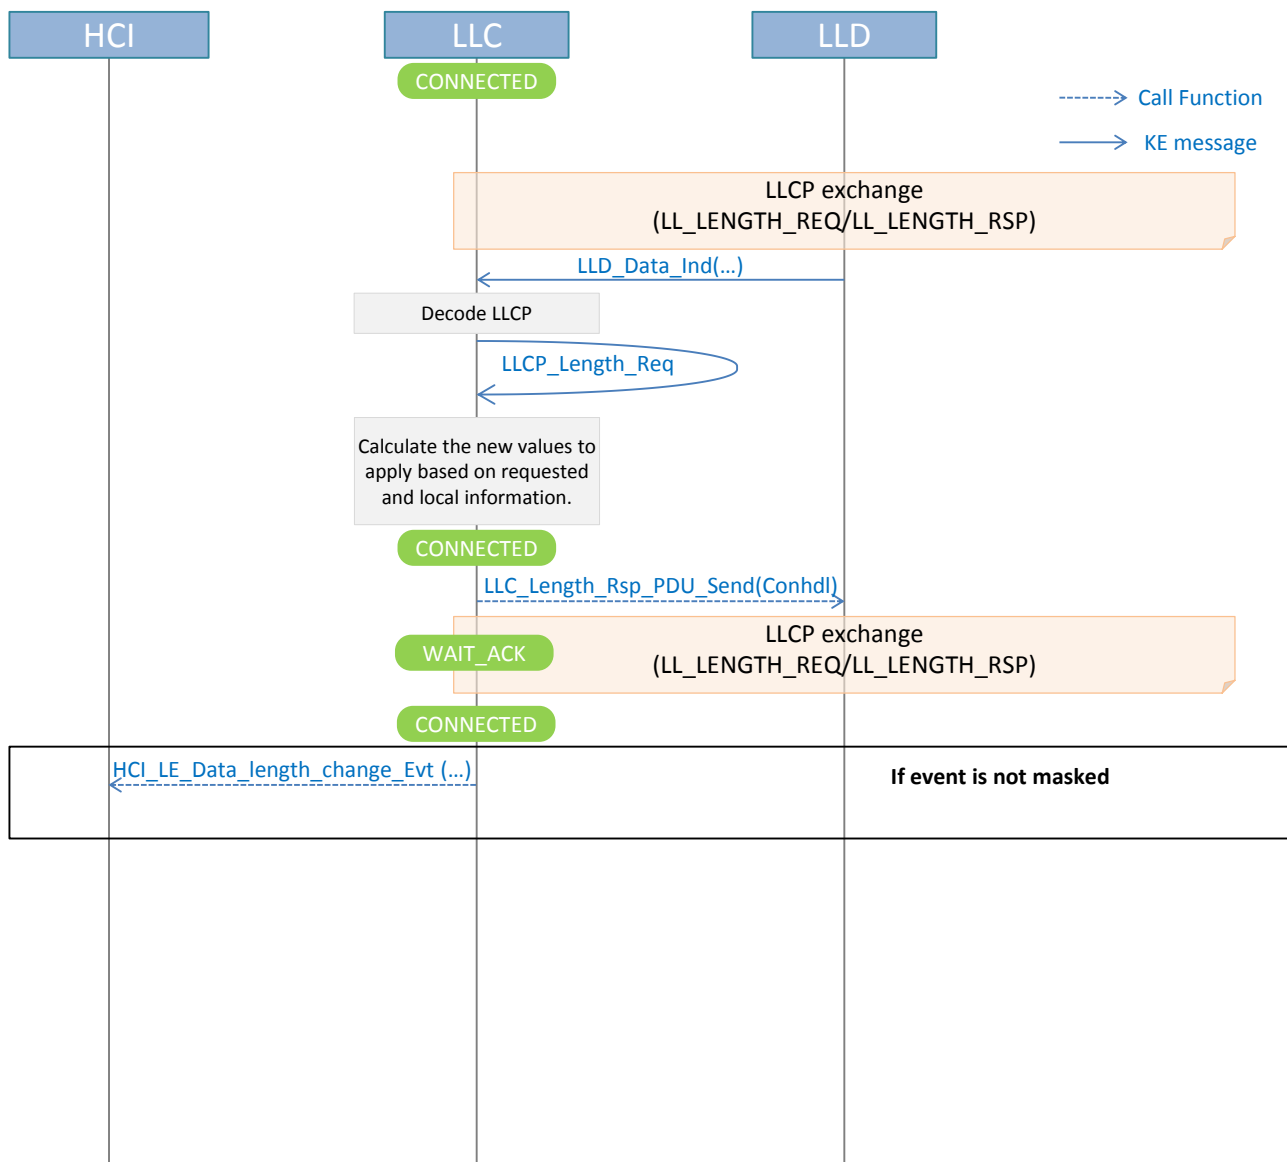 HCI
LLC
LLD
CONNECTED
Call Function
KE message
LLCP exchange
(LL_LENGTH_REQ/LL_LENGTH_RSP)
LLD_Data_Ind(...)
Decode LLCP
LLCP_Length_Req
Calculate the new values to
apply based on requested
and local information.
CONNECTED
LLC_Length_Rsp_PDU_Send(Conhdl)
LLCP exchange
(LL_LENGTH_REQ/LL_LENGTH_RSP)
WAIT_ACK
CONNECTED
HCI_LE_Data_length_change_Evt (...)
If event is not masked